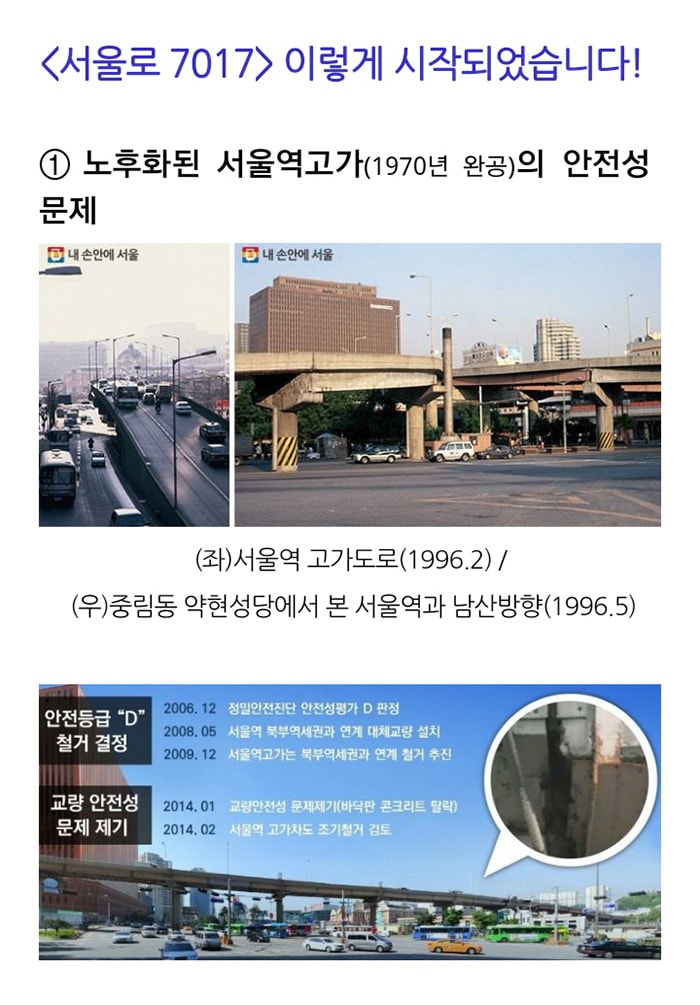 <서울로 7017> 이렇게 시작되었습니다!
① 노후화된 서울역고가(1970년 완공)의 안전성
문제
내 손안에 서울
내 손안에 서울
(좌)서울역 고가도로(1996.2) /
(우)중림동 약현성당에서 본 서울역과 남산방향(1996.5)
안전등급 “D”
철거 결정
2006. 12 정밀안전진단 안전성평가 D 판정
2008. 05 서울역 북부역세권과 연계 대체교량 설치
2009. 12 서울역고가는 북부역세권과 연계 철거 추진
교량 안전성
문제 제기
2014. 01 교량안전성 문제제기(바닥판 콘크리트 탈락)
2014. 02 서울역 고가차도 조기철거 검토